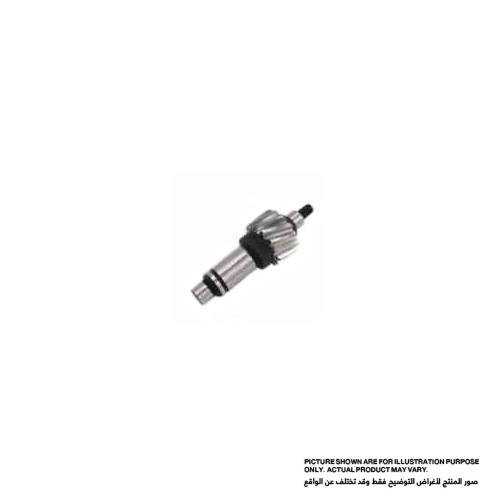 PICTURE SHOWN ARE FOR ILLUSTRATION PURPOSE
ONLY. ACTUAL PRODUCT MAY VARY.
صور المنتج لأغراض التوضيح فقط وقد تختلف عن الواقع